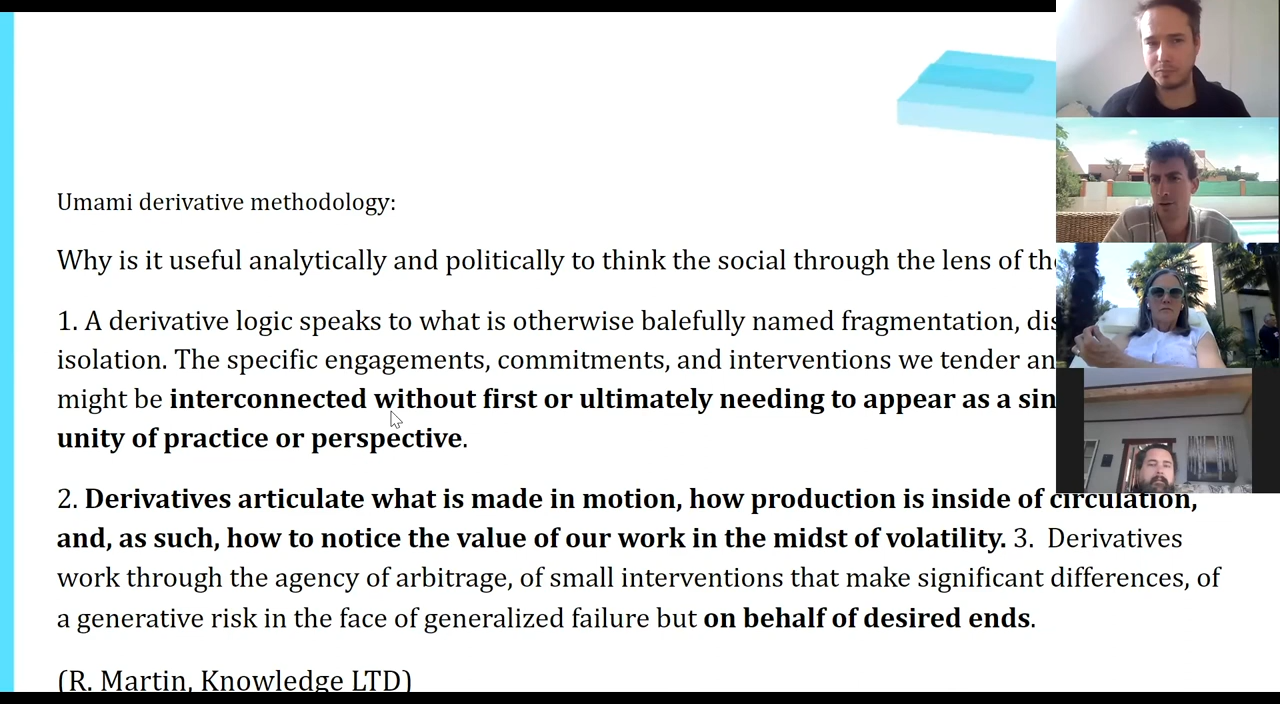 Umami derivative methodology:
Why is it useful analytically and politically to think the social through the lens of the
1. A derivative logic speaks to what is otherwise balefully named fragmentation,
isolation. The specific engagements, commitments, and interventions we tender
might be interconnected without first or ultimately needing to appear as a
unity of practice or perspective.
2. Derivatives articulate what is made in motion, how production is inside of circulation,
and, as such, how to notice the value of our work in the midst of volatility. 3. Derivatives
work through the agency of arbitrage, of small interventions that make significant differences, of
a generative risk in the face of generalized failure but on behalf of desired ends.
(R. Martin, Knowledge LTD)